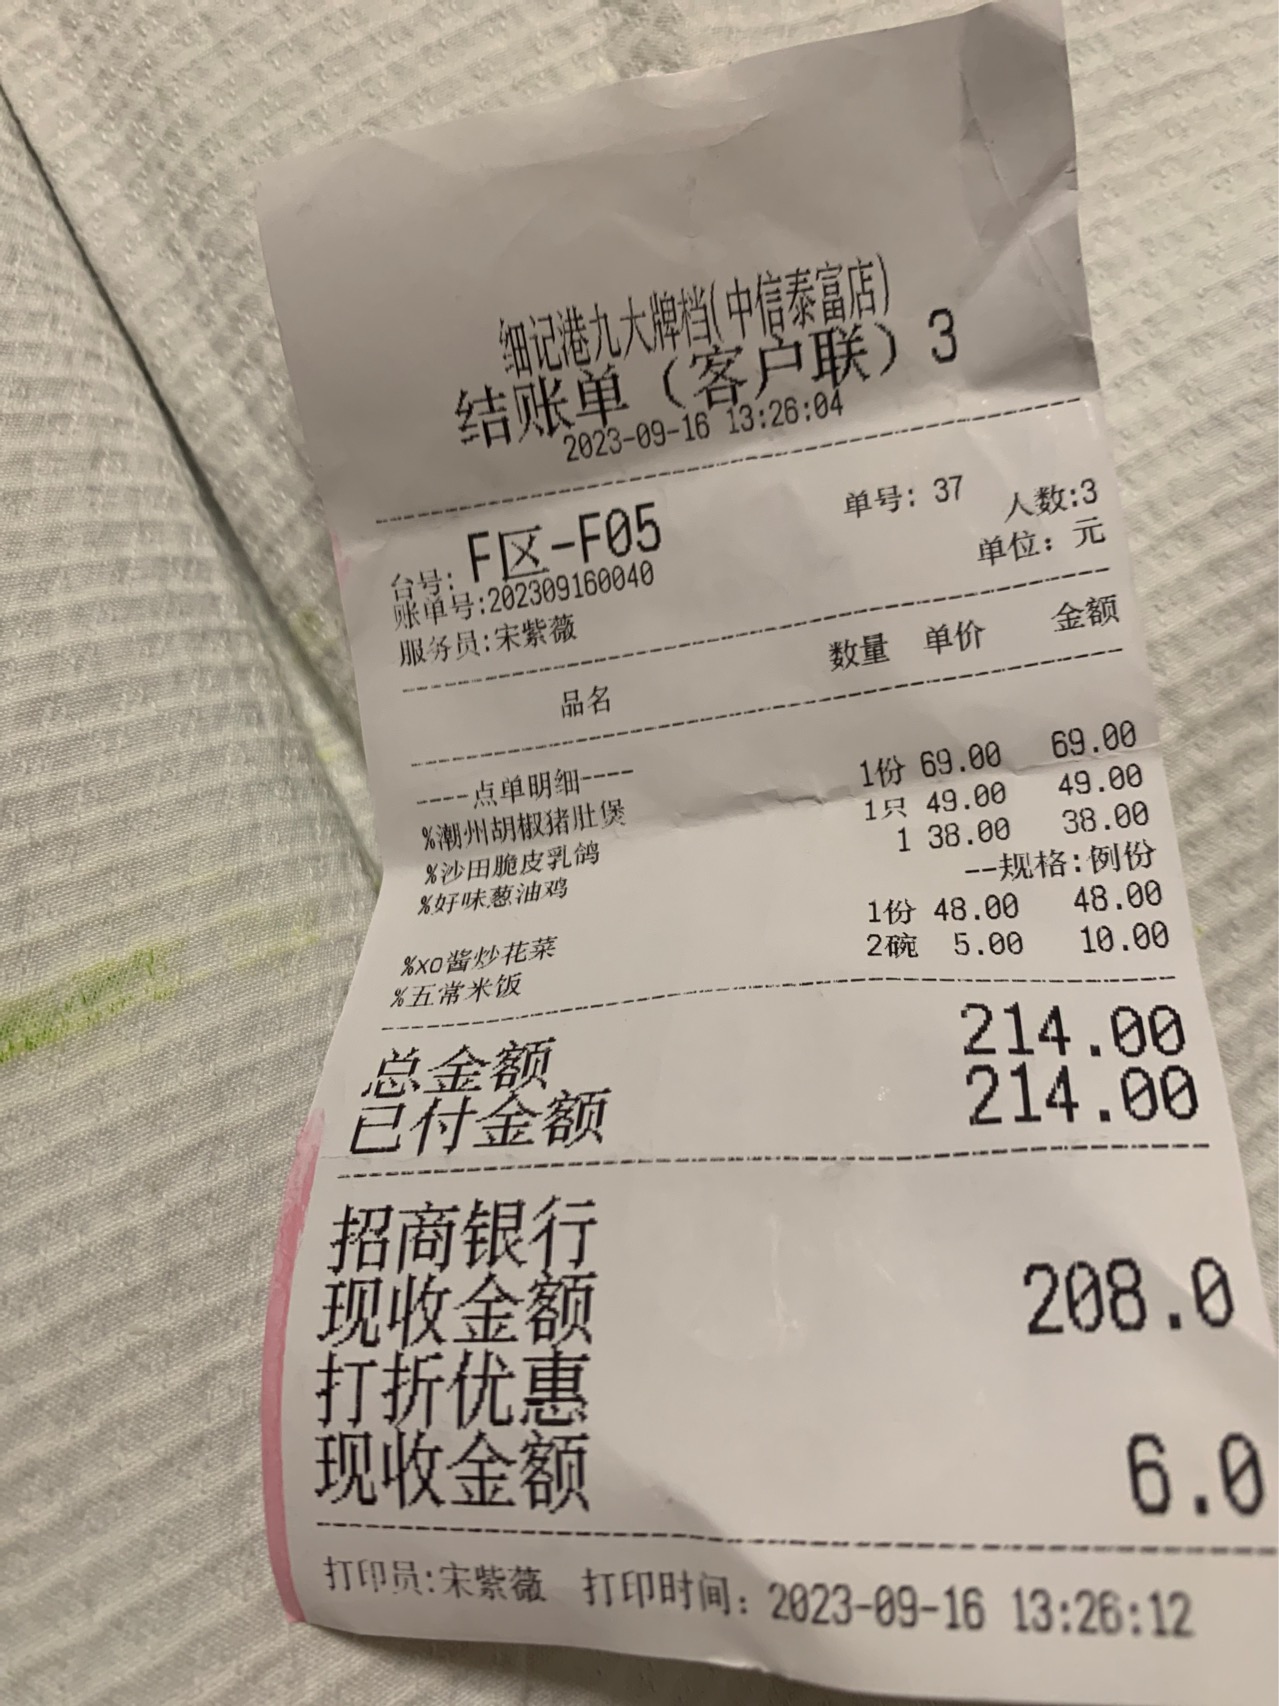 细记港九大牌档(中信泰富店)
结账单（客户联）3
2023-09-16 13:26:04
台号: F区-F05 单号: 37 人数:3
账单号:202309160040 单位: 元
服务员:宋紫薇
品名 数量 单价 金额
----点单明细----
%潮州胡椒猪肚煲 1份 69.00 69.00
%沙田脆皮乳鸽 1只 49.00 49.00
%好味葱油鸡 1 38.00 38.00
--规格:例份
%xo酱炒花菜 1份 48.00 48.00
%五常米饭 2碗 5.00 10.00
总金额 214.00
已付金额 214.00
招商银行
现收金额 208.0
打折优惠
现收金额 6.0
打印员:宋紫薇 打印时间: 2023-09-16 13:26:12